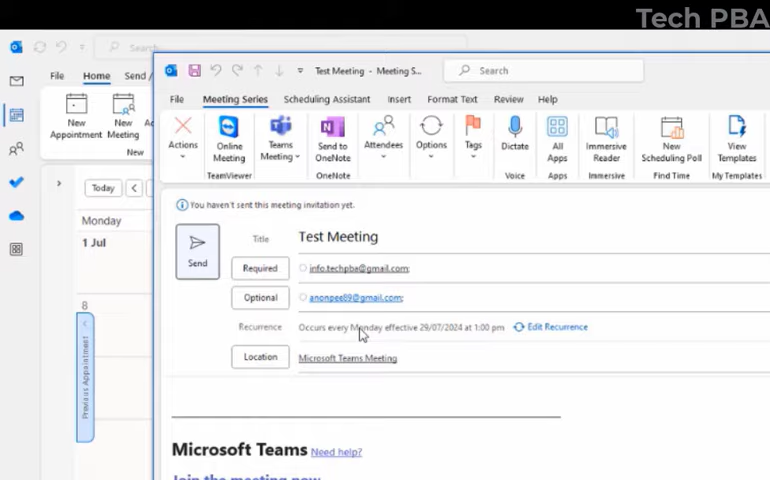 Tech PBA
Search
Test Meeting - Meeting S...
Search
File
Home
Send /
File
Meeting Series
Scheduling Assistant
Insert
Format Text
Review
Help
New Appointment
New Meeting
New
Actions
Online Meeting
TeamViewer
Teams Meeting
Send to OneNote
OneNote
Attendees
Options
Tags
Dictate
Voice
All Apps
Apps
Immersive Reader
Immersive
New Scheduling Poll
Find Time
View Templates
My Templates
Today
Monday
1 Jul
8
Previous Appointment
You haven't sent this meeting invitation yet.
Send
Title
Test Meeting
Required
info.techpba@gmail.com;
Optional
anonpee89@gmail.com;
Recurrence
Occurs every Monday effective 29/07/2024 at 1:00 pm
Edit Recurrence
Location
Microsoft Teams Meeting
Microsoft Teams Need help?
Join the meeting now